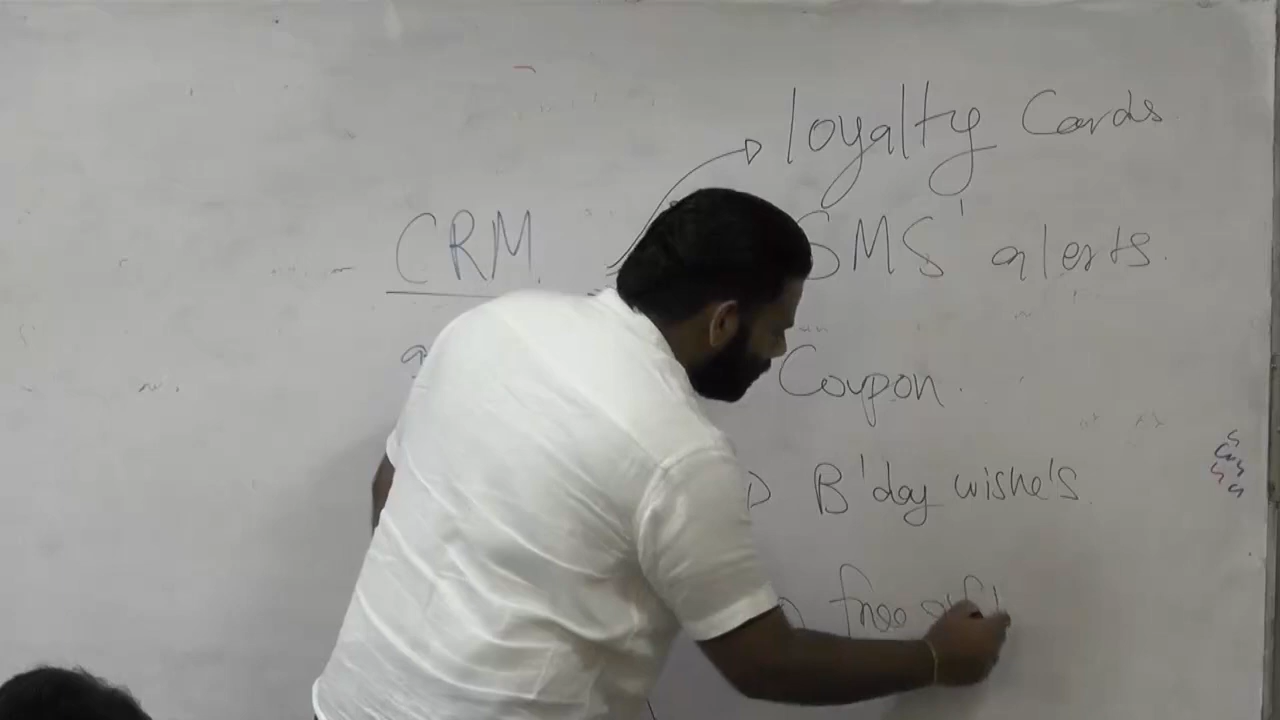 loyalty Cards
CRM
SMS' alerts.
Coupon.
B'day wishe's
free gift